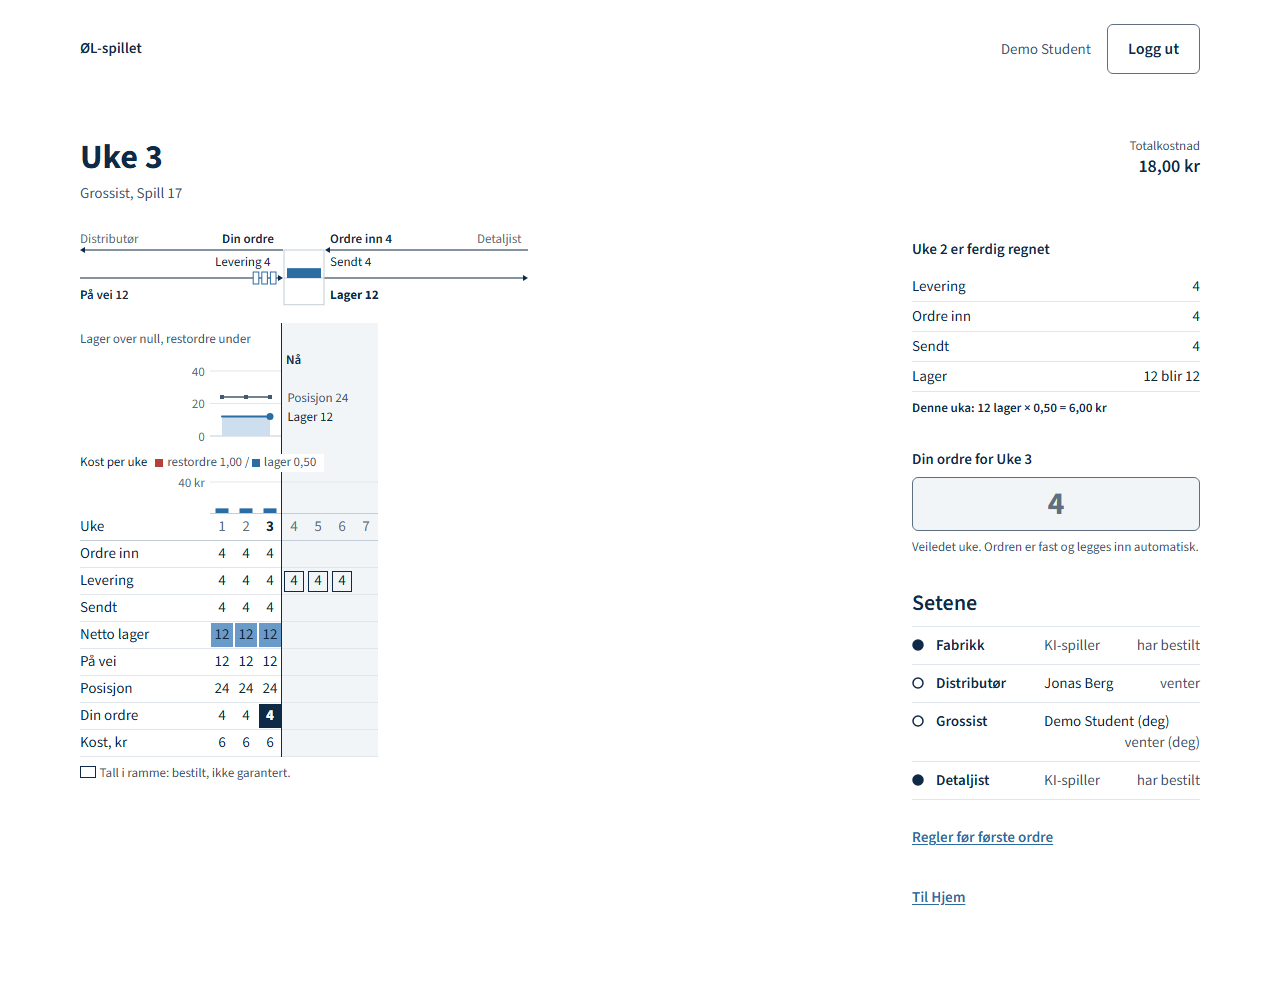 ØL-spillet
Demo Student
Logg ut
Uke 3
Grossist, Spill 17
Totalkostnad
18,00 kr
Distributør
Din ordre
Ordre inn 4
Detaljist
Levering 4
Sendt 4
På vei 12
Lager 12
Lager over null, restordre under
Nå
40
20
0
Posisjon 24
Lager 12
Kost per uke restordre 1,00 / lager 0,50
40 kr
Uke 1 2 3 4 5 6 7
Ordre inn 4 4 4
Levering 4 4 4 4 4 4
Sendt 4 4 4
Netto lager 12 12 12
På vei 12 12 12
Posisjon 24 24 24
Din ordre 4 4 4
Kost, kr 6 6 6
Tall i ramme: bestilt, ikke garantert.
Uke 2 er ferdig regnet
Levering 4
Ordre inn 4
Sendt 4
Lager 12 blir 12
Denne uka: 12 lager × 0,50 = 6,00 kr
Din ordre for Uke 3
4
Veiledet uke. Ordren er fast og legges inn automatisk.
Setene
Fabrikk KI-spiller har bestilt
Distributør Jonas Berg venter
Grossist Demo Student (deg)
venter (deg)
Detaljist KI-spiller har bestilt
Regler før første ordre
Til Hjem